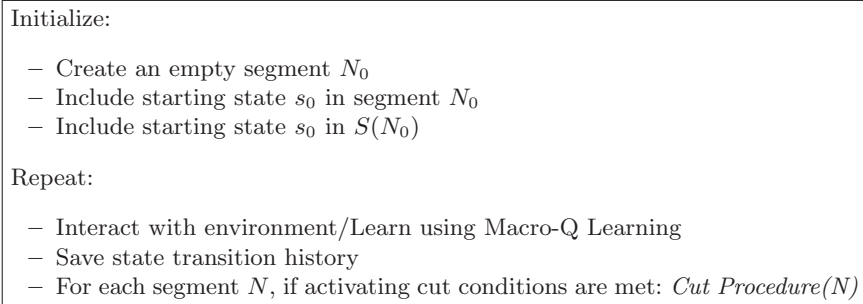 Initialize:
– Create an empty segment N₀
– Include starting state s₀ in segment N₀
– Include starting state s₀ in S(N₀)
Repeat:
– Interact with environment/Learn using Macro-Q Learning
– Save state transition history
– For each segment N, if activating cut conditions are met: Cut Procedure(N)